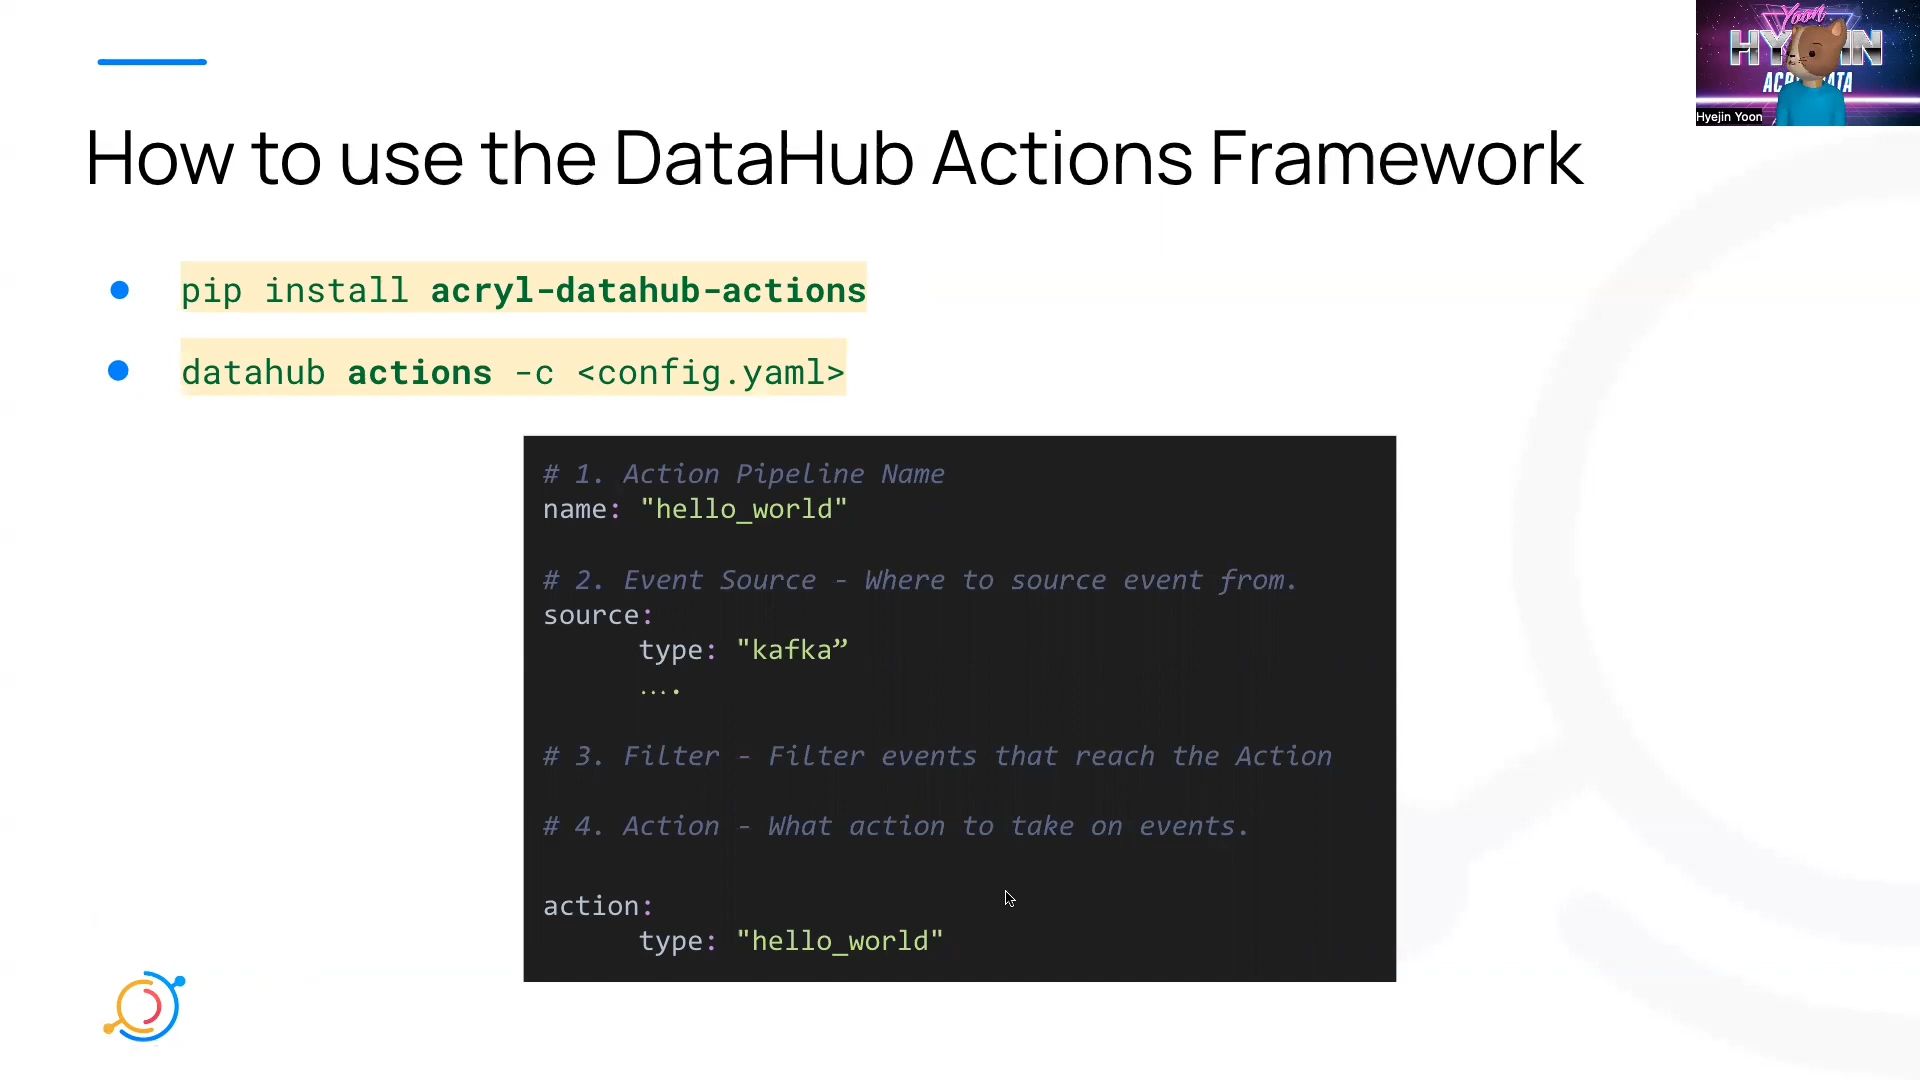 How to use the DataHub Actions Framework
pip install acryl-datahub-actions
datahub actions -c <config.yaml>
# 1. Action Pipeline Name
name: "hello_world"
# 2. Event Source - Where to source event from.
source:
type: "kafka”
....
# 3. Filter - Filter events that reach the Action
# 4. Action - What action to take on events.
action:
type: "hello_world"
Yoon
Hyejin Yoon